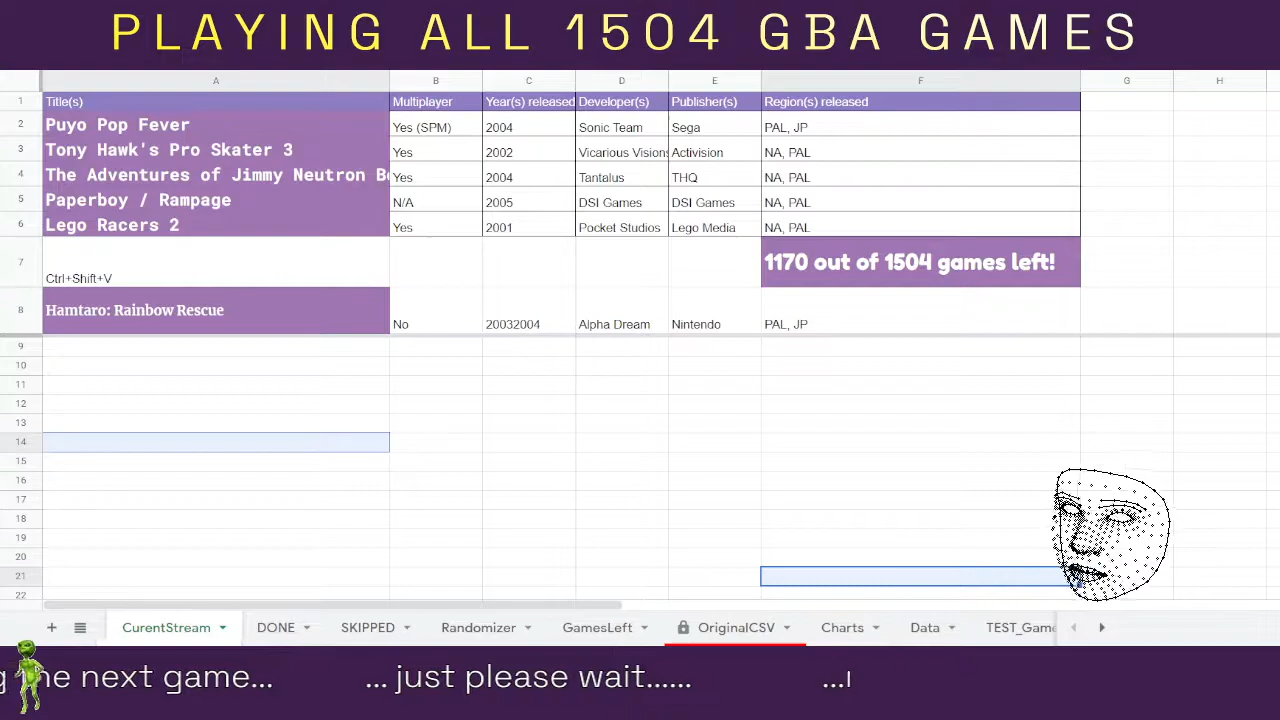 PLAYING ALL 1504 GBA GAMES
A B C D E F G H
1 Title(s) Multiplayer Year(s) released Developer(s) Publisher(s) Region(s) released
2 Puyo Pop Fever Yes (SPM) 2004 Sonic Team Sega PAL, JP
3 Tony Hawk's Pro Skater 3 Yes 2002 Vicarious Visions Activision NA, PAL
4 The Adventures of Jimmy Neutron Bo Yes 2004 Tantalus THQ NA, PAL
5 Paperboy / Rampage N/A 2005 DSI Games DSI Games NA, PAL
6 Lego Racers 2 Yes 2001 Pocket Studios Lego Media NA, PAL
7 Ctrl+Shift+V 1170 out of 1504 games left!
8 Hamtaro: Rainbow Rescue No 20032004 Alpha Dream Nintendo PAL, JP
9
10
11
12
13
14
15
16
17
18
19
20
21
22
+ CurentStream DONE SKIPPED Randomizer GamesLeft OriginalCSV Charts Data TEST_Game
g the next game... ... just please wait...... ...